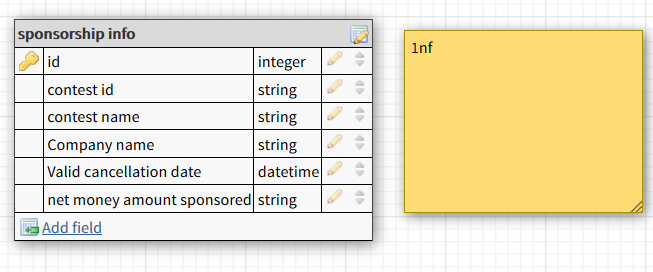 sponsorship info
id integer
contest id string
contest name string
Company name string
Valid cancellation date datetime
net money amount sponsored string
Add field
1nf